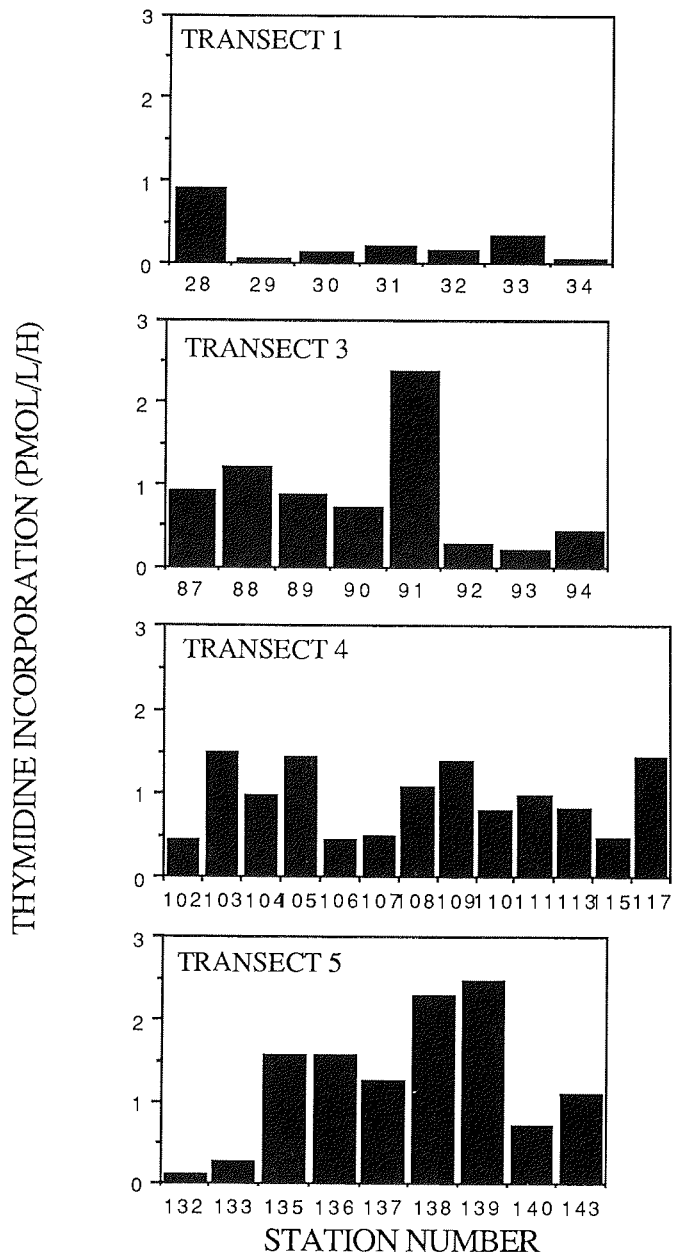 THYMIDINE INCORPORATION (PMOL/L/H)
TRANSECT 1
3
2
1
0
28 29 30 31 32 33 34
TRANSECT 3
3
2
1
0
87 88 89 90 91 92 93 94
TRANSECT 4
3
2
1
0
102 103 104 105 106 107 108 109 110 111 113 115 117
TRANSECT 5
3
2
1
0
132 133 135 136 137 138 139 140 143
STATION NUMBER